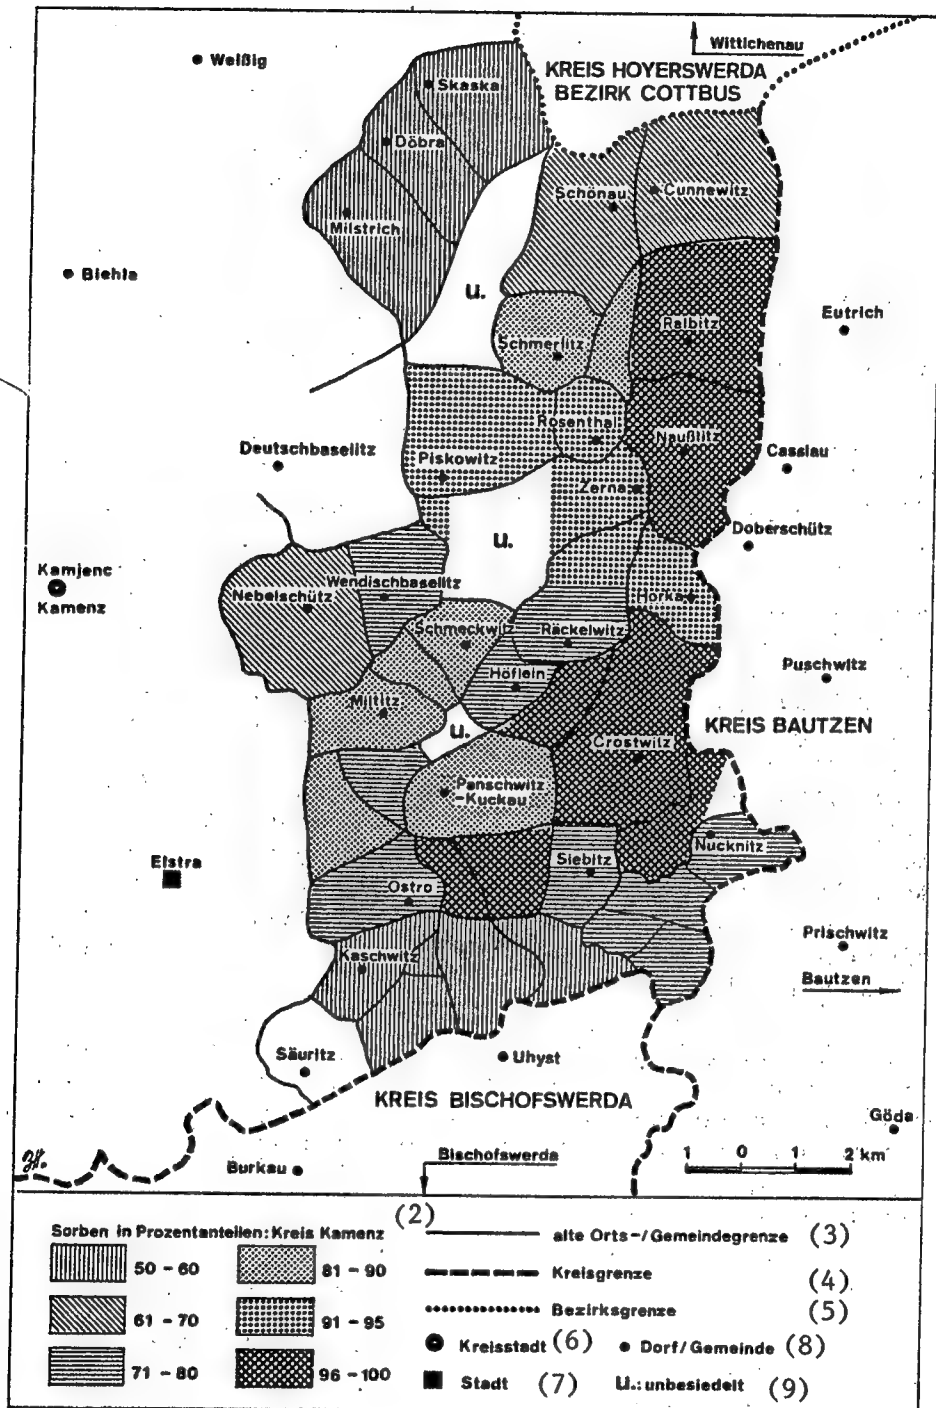 Wittichenau
Weißig
KREIS HOYERSWERDA
BEZIRK COTTBUS
Skaska
Döbra
Schönau
Cunnewitz
Milstrich
Biehla
u.
Eutrich
Ralbitz
Schmerlitz
Rosenthal
Naußlitz
Deutschbaselitz
Piskowitz
Casslau
Zerna
Doberschütz
u.
Kamjenc
Kamenz
Wendischbaselitz
Nebelschütz
Horka
Schmeckwitz
Räckelwitz
Puschwitz
Höflein
Miltitz
KREIS BAUTZEN
u.
Crostwitz
Panschwitz
-Kuckau
Nucknitz
Elstra
Siebitz
Ostro
Prischwitz
Kaschwitz
Bautzen
Säuritz
Uhyst
KREIS BISCHOFSWERDA
Göda
Burkau
Bischofswerda
1 0 1 2 km
Sorben in Prozentanteilen: Kreis Kamenz (2)
50 - 60
61 - 70
71 - 80
81 - 90
91 - 95
96 - 100
alte Orts-/Gemeindegrenze (3)
Kreisgrenze (4)
Bezirksgrenze (5)
Kreisstadt (6)
Dorf/Gemeinde (8)
Stadt (7)
u.: unbesiedelt (9)